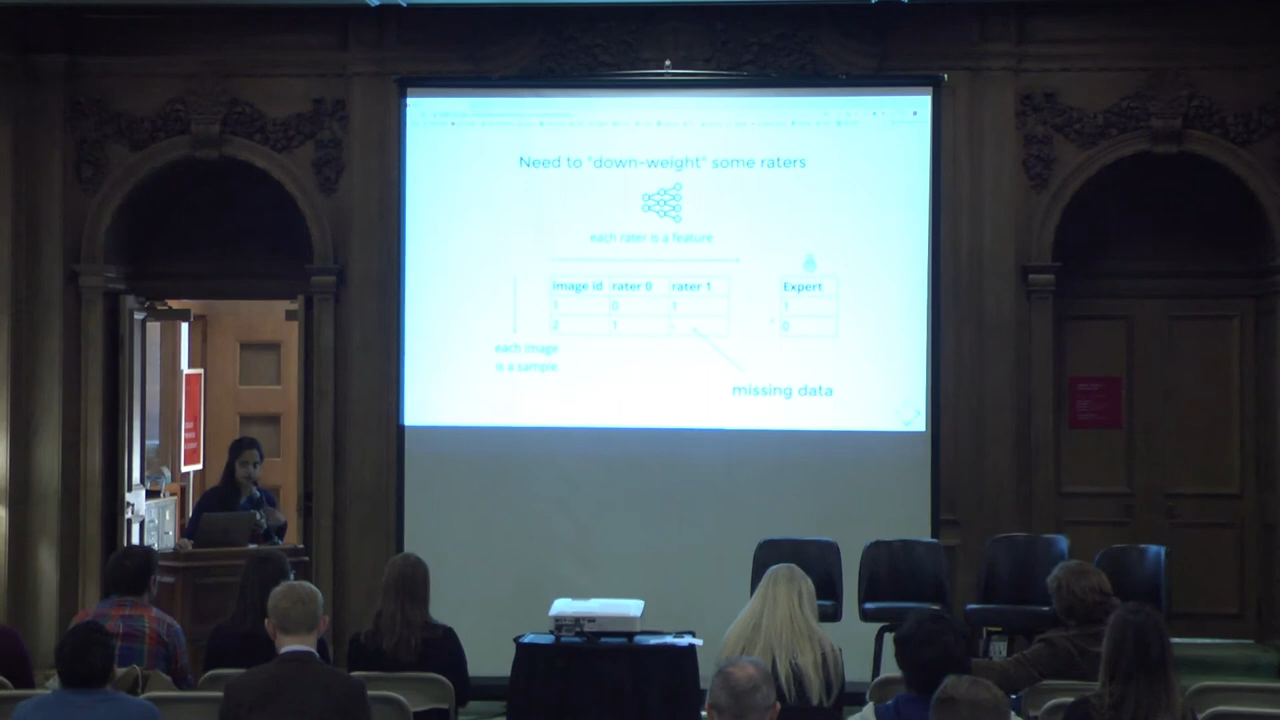 Need to "down-weight" some raters
each rater is a feature
image id rater 0 rater 1
1 0 1
2 1 -
Expert
1
0
each image
is a sample
missing data